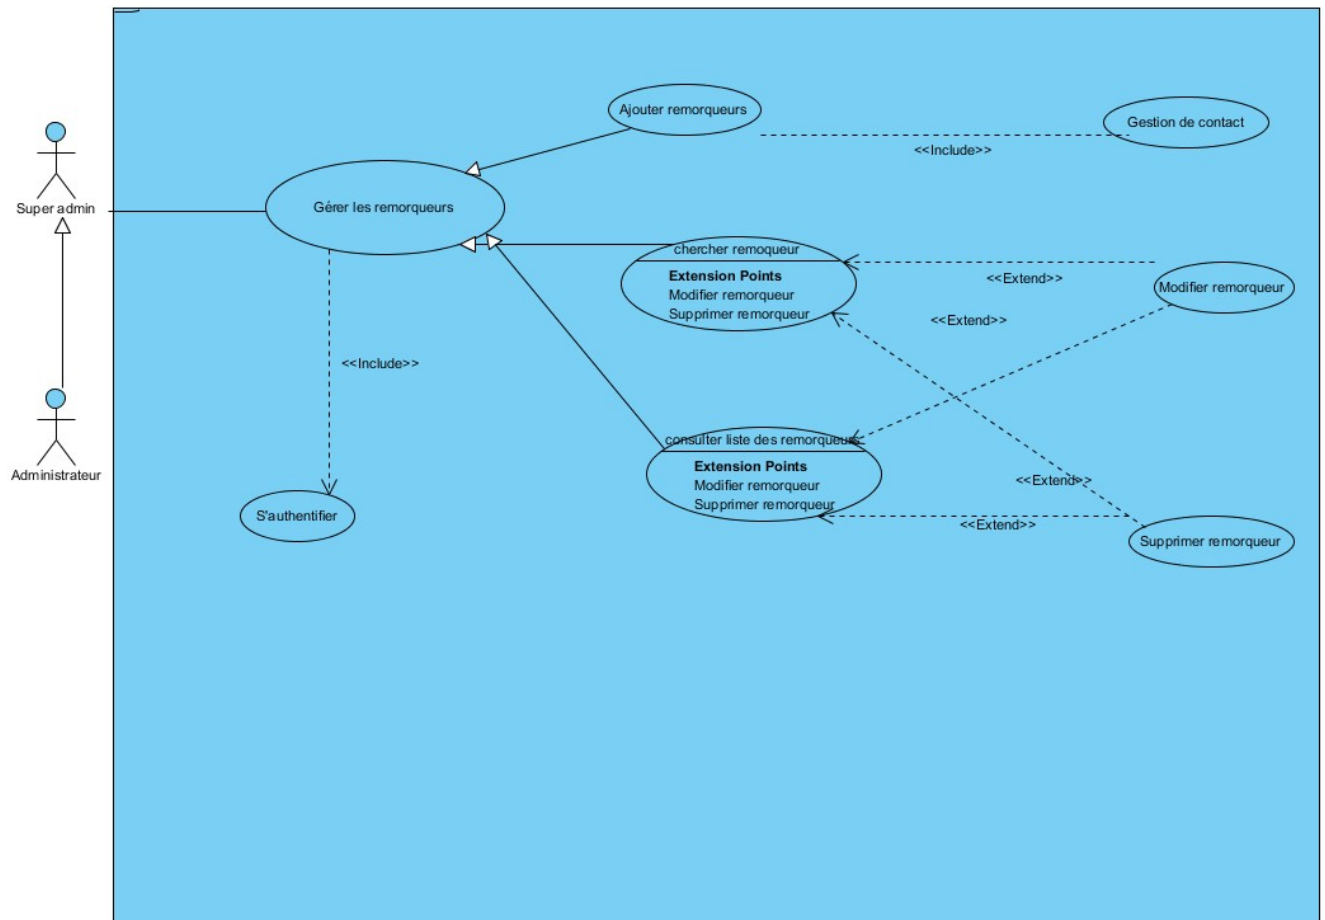 Ajouter remorqueurs
Gestion de contact
<<Include>>
Super admin
Gérer les remorqueurs
chercher remoqueur
Extension Points
Modifier remorqueur
Supprimer remorqueur
<<Extend>>
Modifier remorqueur
<<Extend>>
<<Include>>
consulter liste des remorqueurs
Extension Points
Modifier remorqueur
Supprimer remorqueur
Administrateur
<<Extend>>
S'authentifier
<<Extend>>
Supprimer remorqueur